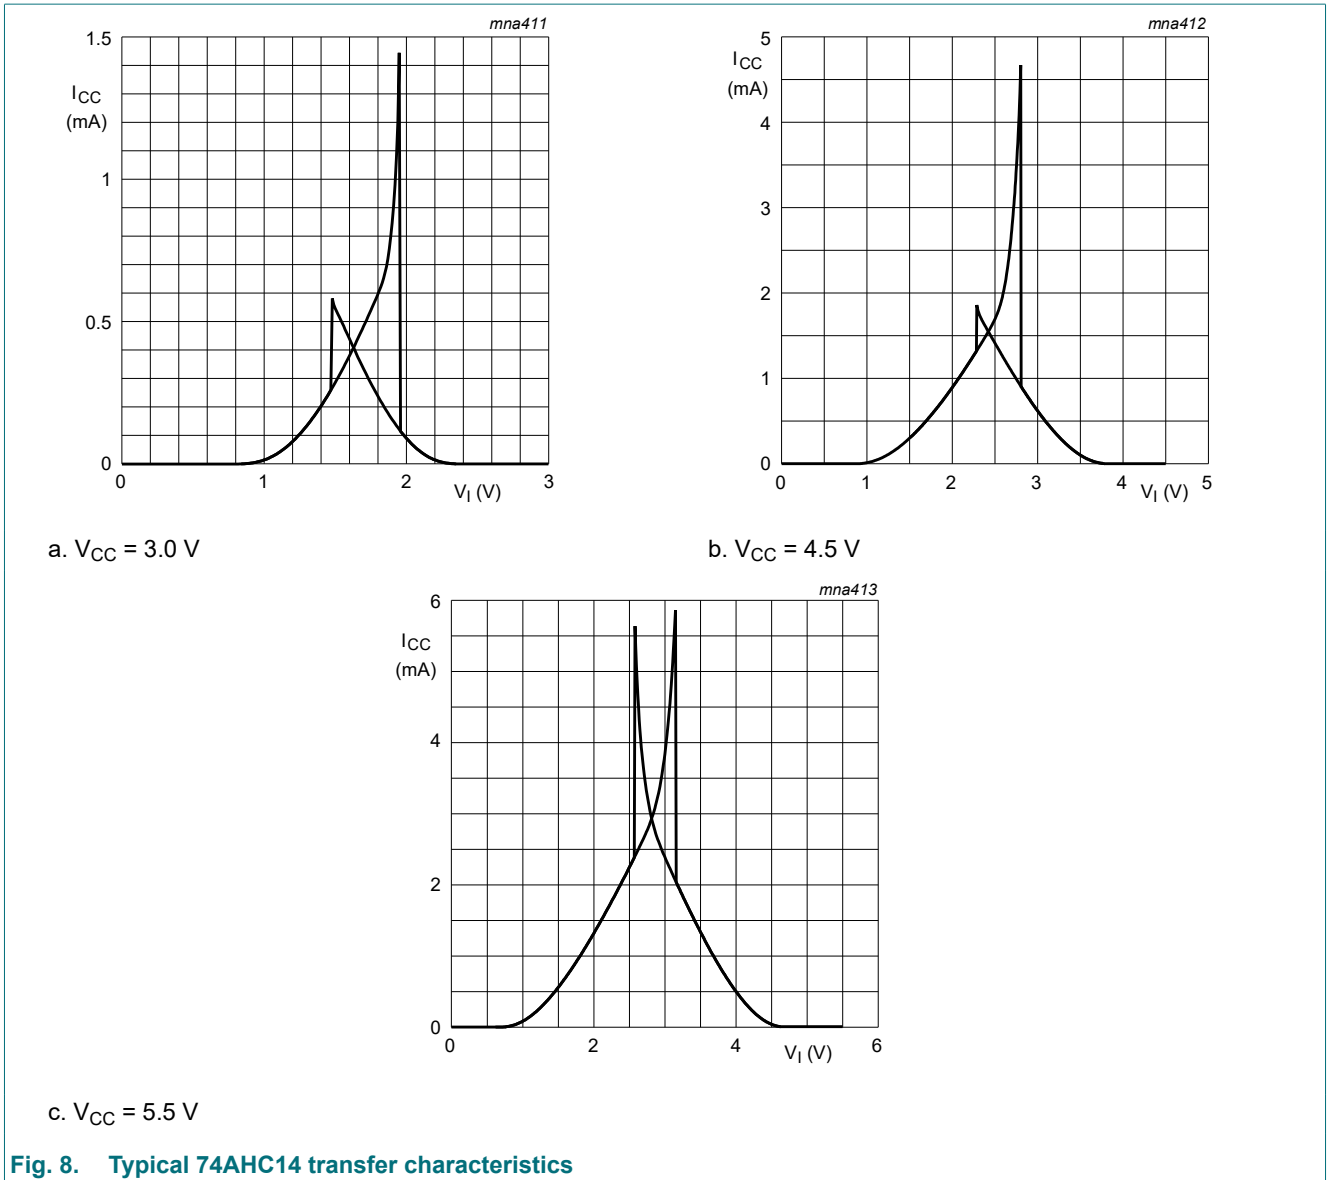 mna411
1.5
ICC
(mA)
1
0.5
0
0 1 2 3
VI (V)
a. VCC = 3.0 V
mna412
5
ICC
(mA)
4
3
2
1
0
0 1 2 3 4 5
VI (V)
b. VCC = 4.5 V
mna413
6
ICC
(mA)
4
2
0
0 2 4 6
VI (V)
c. VCC = 5.5 V
Fig. 8. Typical 74AHC14 transfer characteristics